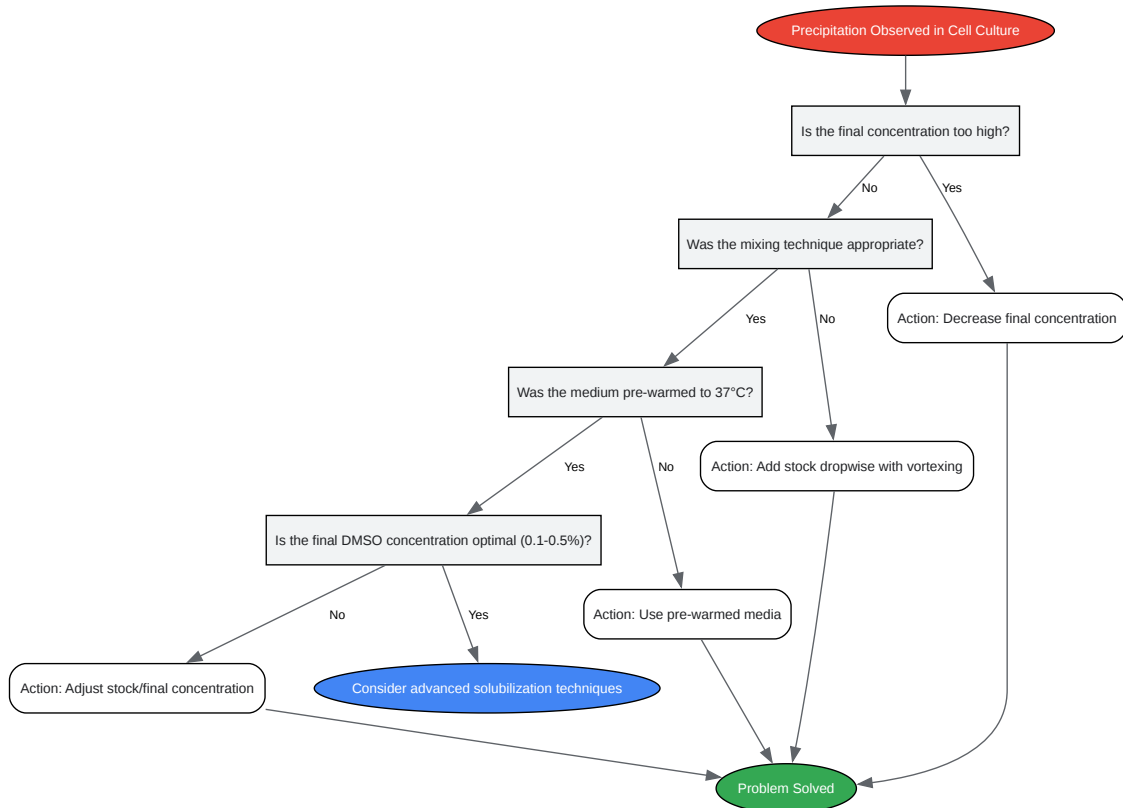 Precipitation Observed in Cell Culture
Is the final concentration too high?
No
Yes
Was the mixing technique appropriate?
Action: Decrease final concentration
Yes
No
Was the medium pre-warmed to 37°C?
Action: Add stock dropwise with vortexing
Yes
No
Is the final DMSO concentration optimal (0.1-0.5%)?
Action: Use pre-warmed media
No
Yes
Action: Adjust stock/final concentration
Consider advanced solubilization techniques
Problem Solved